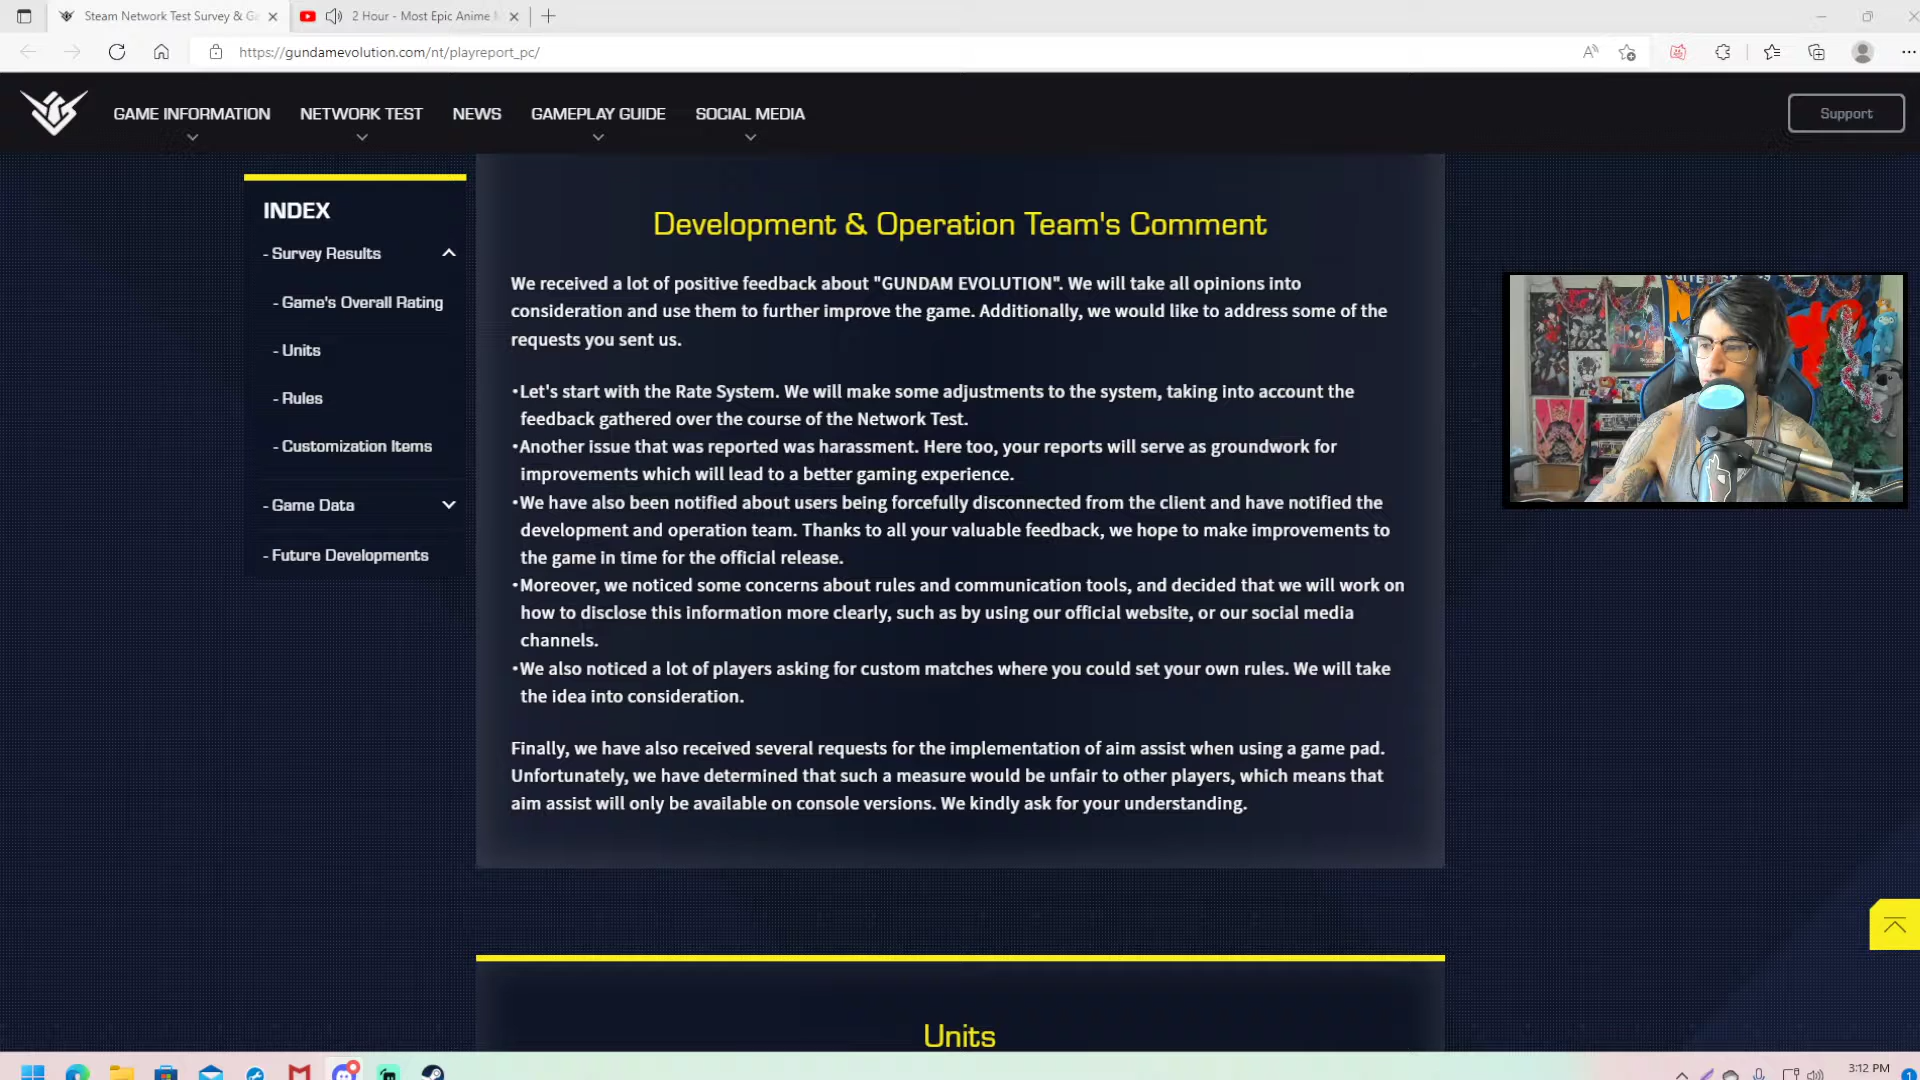 Steam Network Test Survey & Ga
2 Hour - Most Epic Anime M
https://gundamevolution.com/nt/playreport_pc/
GAME INFORMATION NETWORK TEST NEWS GAMEPLAY GUIDE SOCIAL MEDIA
Support
INDEX
- Survey Results
- Game's Overall Rating
- Units
- Rules
- Customization Items
- Game Data
- Future Developments
Development & Operation Team's Comment
We received a lot of positive feedback about "GUNDAM EVOLUTION". We will take all opinions into
consideration and use them to further improve the game. Additionally, we would like to address some of the
requests you sent us.
•Let's start with the Rate System. We will make some adjustments to the system, taking into account the
feedback gathered over the course of the Network Test.
•Another issue that was reported was harassment. Here too, your reports will serve as groundwork for
improvements which will lead to a better gaming experience.
•We have also been notified about users being forcefully disconnected from the client and have notified the
development and operation team. Thanks to all your valuable feedback, we hope to make improvements to
the game in time for the official release.
•Moreover, we noticed some concerns about rules and communication tools, and decided that we will work on
how to disclose this information more clearly, such as by using our official website, or our social media
channels.
•We also noticed a lot of players asking for custom matches where you could set your own rules. We will take
the idea into consideration.
Finally, we have also received several requests for the implementation of aim assist when using a game pad.
Unfortunately, we have determined that such a measure would be unfair to other players, which means that
aim assist will only be available on console versions. We kindly ask for your understanding.
Units
3:12 PM
1